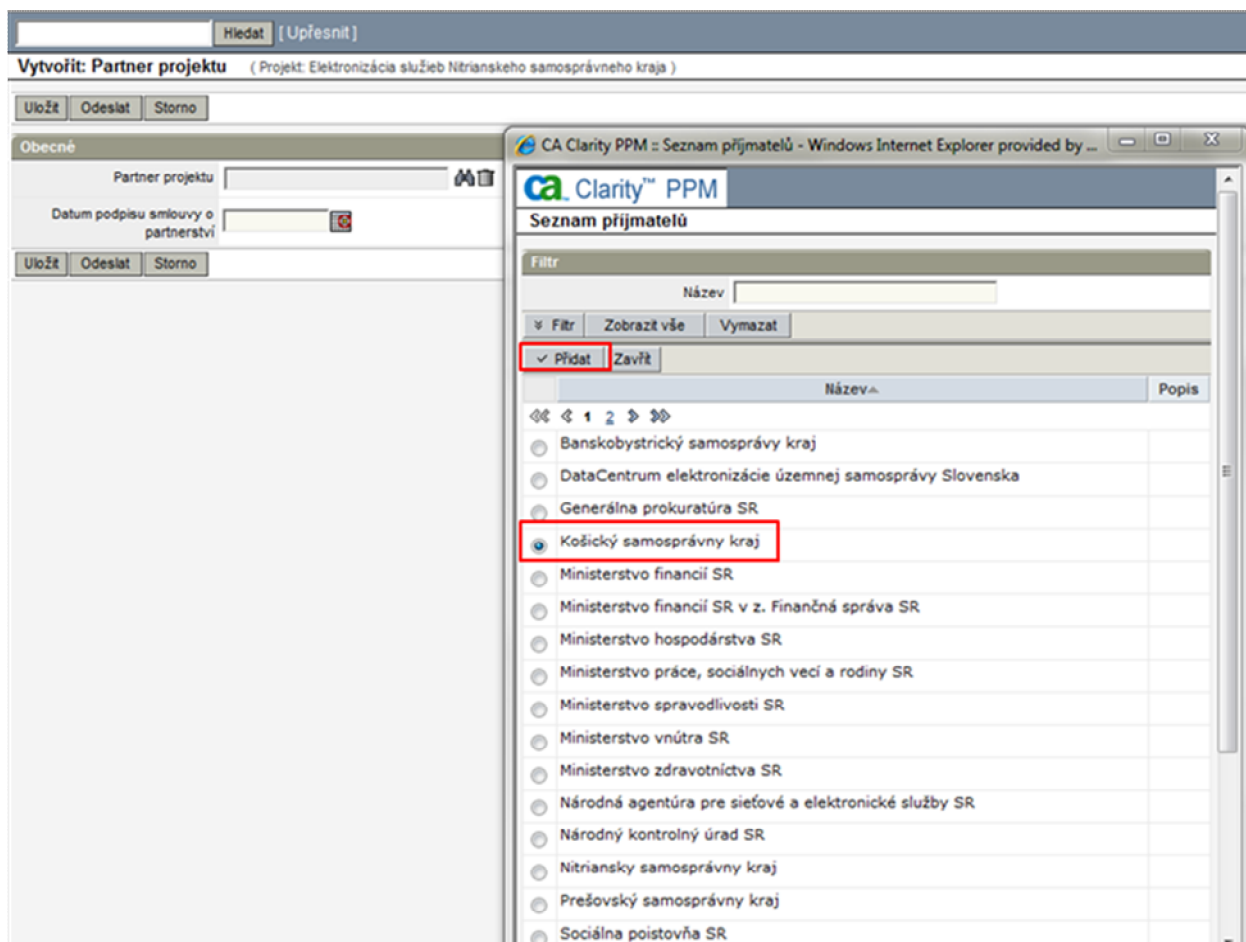 Hledat [ Upřesnit ]
Vytvořit: Partner projektu ( Projekt: Elektronizácia služieb Nitrianskeho samosprávneho kraja )
Uložit Odeslat Storno
Obecné
Partner projektu
Datum podpisu smlouvy o
partnerství
Uložit Odeslat Storno
CA Clarity PPM :: Seznam příjmatelů - Windows Internet Explorer provided by ...
ca Clarity™ PPM
Seznam příjmatelů
Filtr
Název
Filtr Zobrazit vše Vymazat
Přidat Zavřít
Název Popis
1 2
Banskobystrický samosprávy kraj
DataCentrum elektronizácie územnej samosprávy Slovenska
Generálna prokuratúra SR
Košický samosprávny kraj
Ministerstvo financií SR
Ministerstvo financií SR v z. Finančná správa SR
Ministerstvo hospodárstva SR
Ministerstvo práce, sociálnych vecí a rodiny SR
Ministerstvo spravodlivosti SR
Ministerstvo vnútra SR
Ministerstvo zdravotníctva SR
Národná agentúra pre sieťové a elektronické služby SR
Národný kontrolný úrad SR
Nitriansky samosprávny kraj
Prešovský samosprávny kraj
Sociálna poistovňa SR